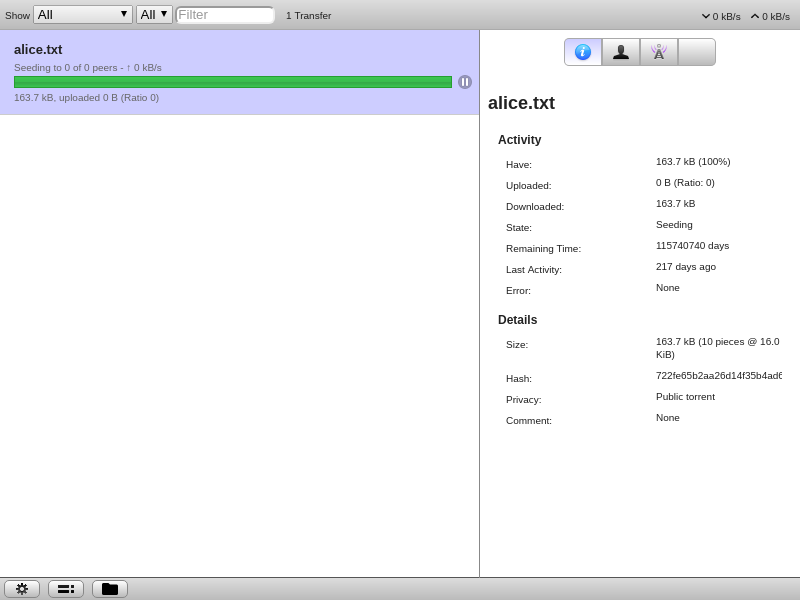 Show All All Filter 1 Transfer 0 kB/s 0 kB/s
alice.txt
Seeding to 0 of 0 peers - ↑ 0 kB/s
163.7 kB, uploaded 0 B (Ratio 0)
alice.txt
Activity
Have: 163.7 kB (100%)
Uploaded: 0 B (Ratio: 0)
Downloaded: 163.7 kB
State: Seeding
Remaining Time: 115740740 days
Last Activity: 217 days ago
Error: None
Details
Size: 163.7 kB (10 pieces @ 16.0
KiB)
Hash: 722fe65b2aa26d14f35b4ad6
Privacy: Public torrent
Comment: None